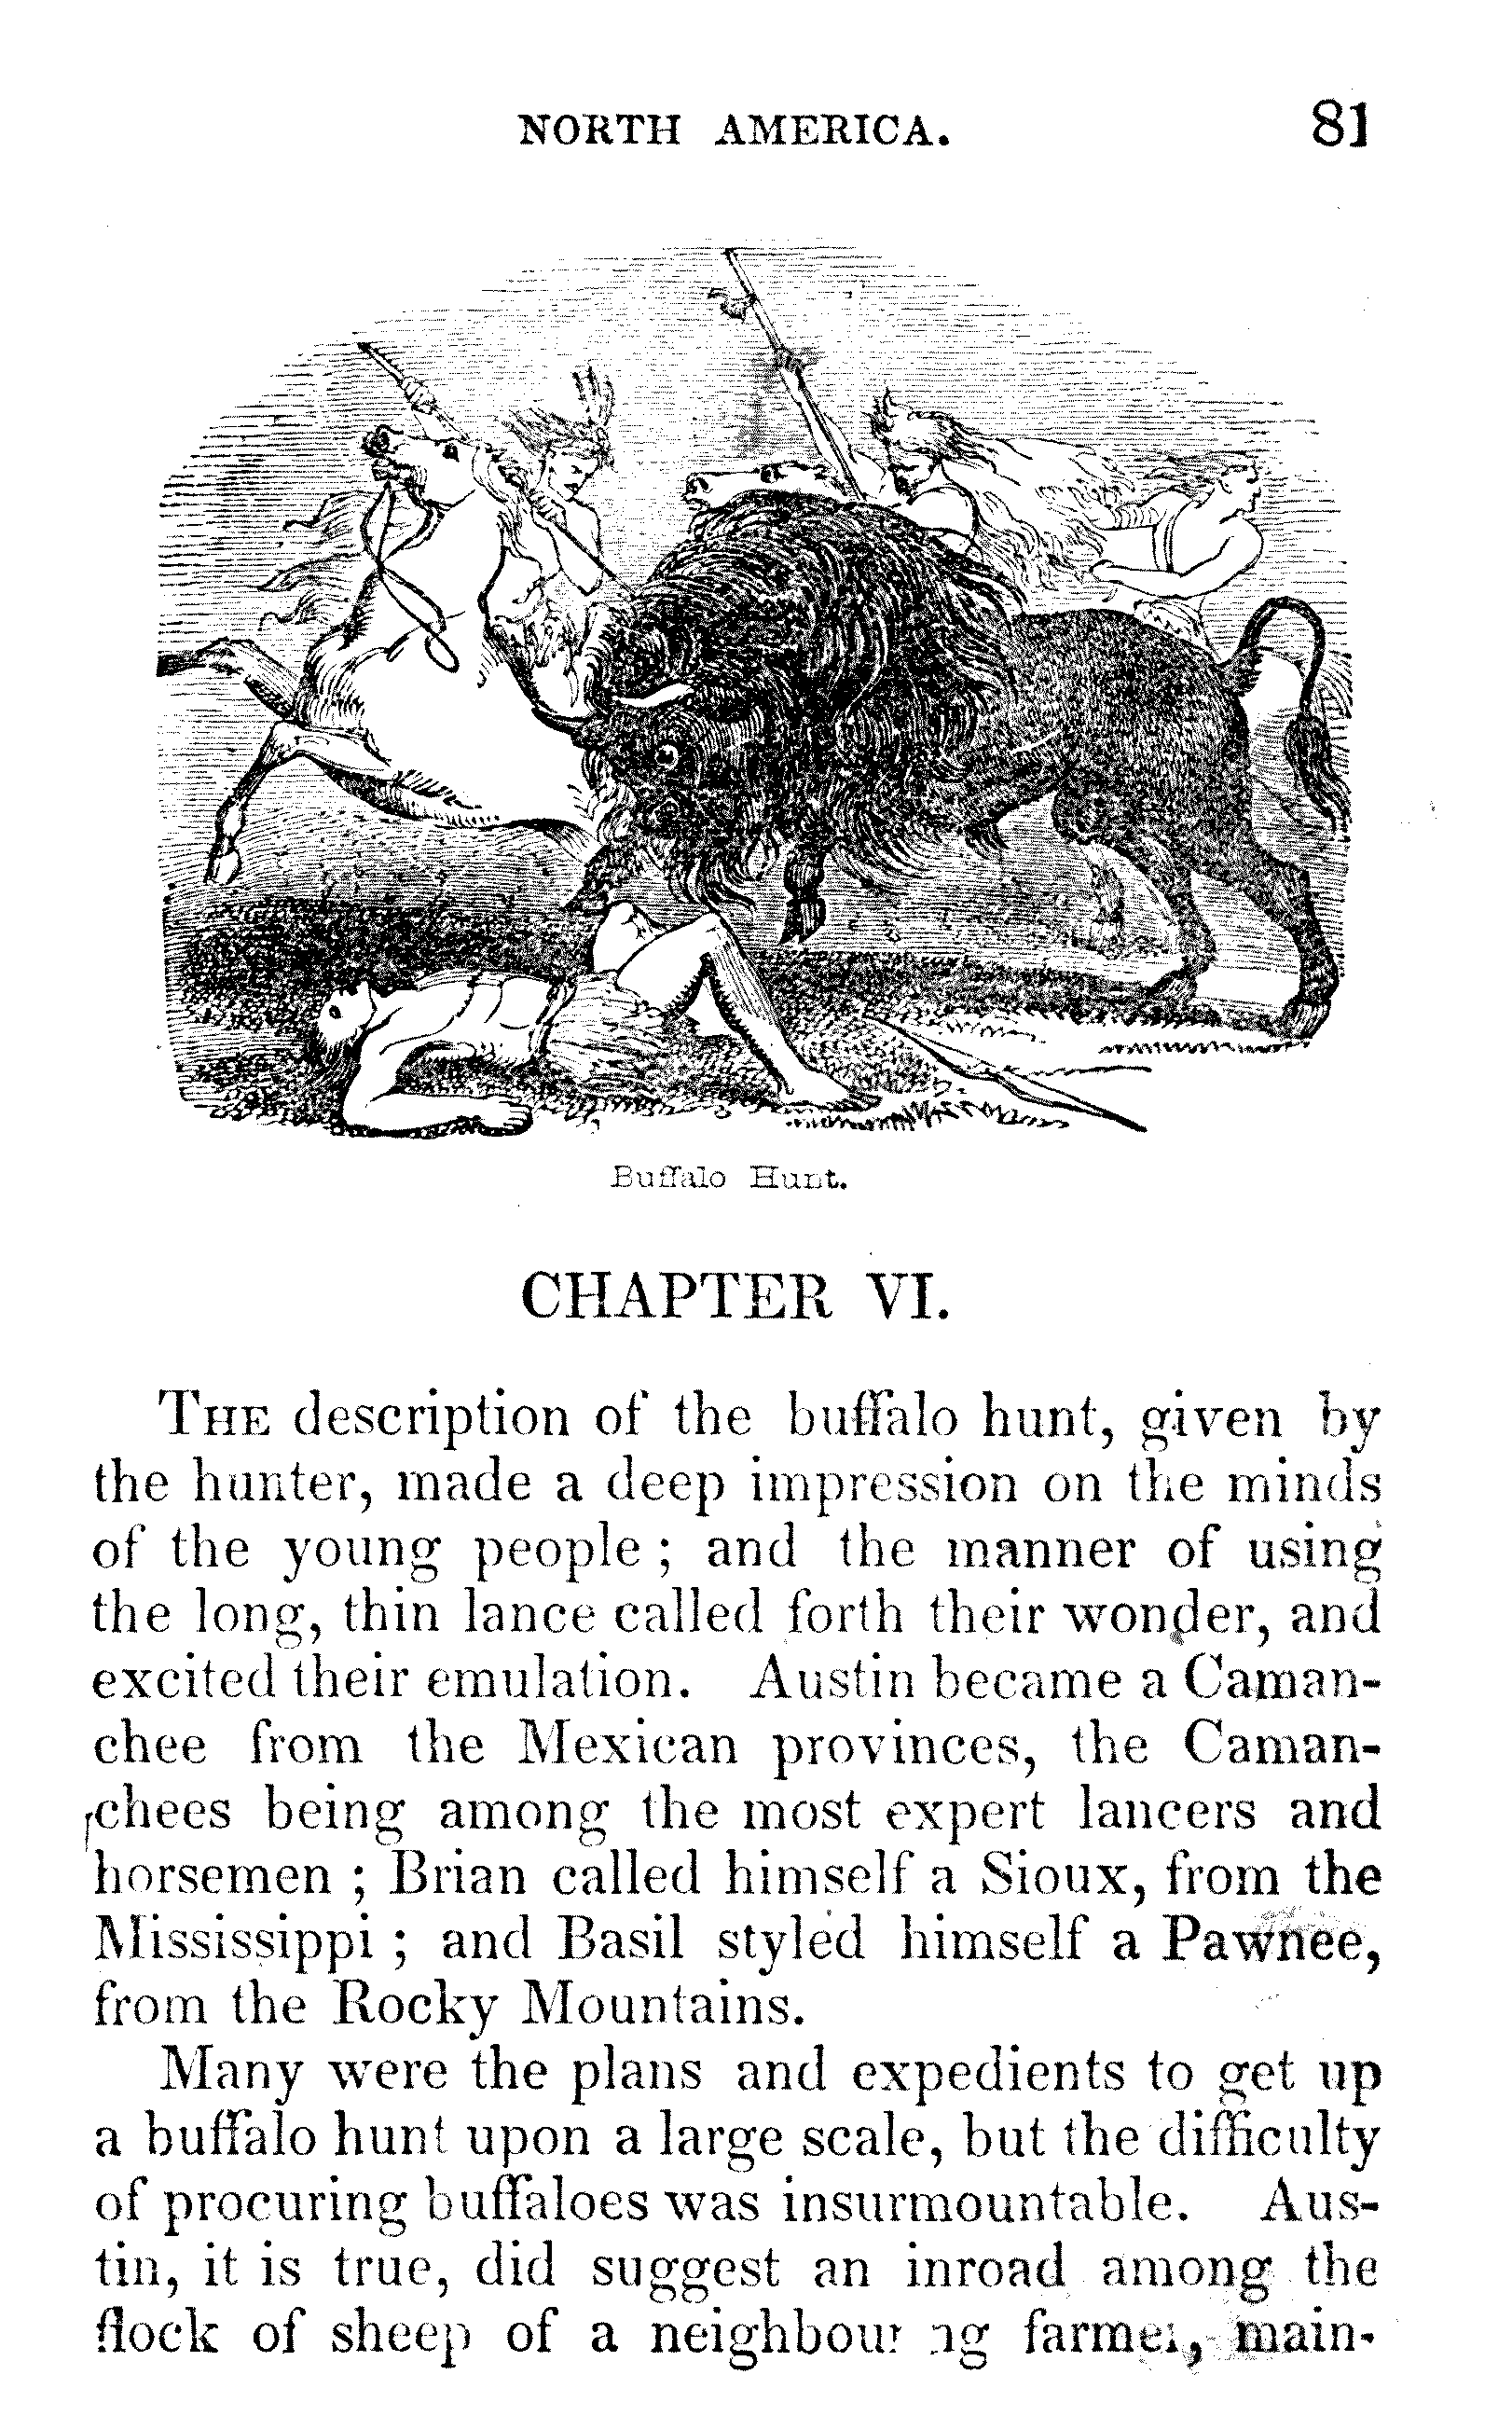 NORTH AMERICA. 81
Buffalo Hunt.
CHAPTER VI.
THE description of the buffalo hunt, given by
the hunter, made a deep impression on the minds
of the young people ; and the manner of using
the long, thin lance called forth their wonder, and
excited their emulation. Austin became a Caman-
chee from the Mexican provinces, the Caman-
chees being among the most expert lancers and
horsemen ; Brian called himself a Sioux, from the
Mississippi ; and Basil styled himself a Pawnee,
from the Rocky Mountains.
Many were the plans and expedients to get up
a buffalo hunt upon a large scale, but the difficulty
of procuring buffaloes was insurmountable. Aus-
tin, it is true, did suggest an inroad among the
flock of sheep of a neighbouring farmer, main-